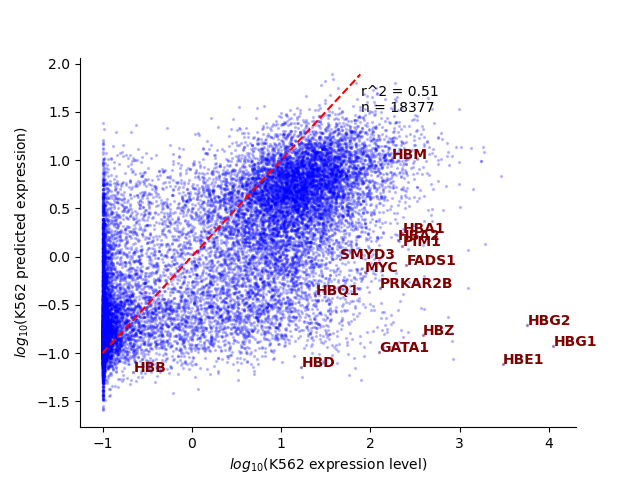 2.0
1.5
1.0
0.5
0.0
−0.5
−1.0
−1.5
log10(K562 predicted expression)
r^2 = 0.51
n = 18377
HBM
HBA1
HBA2
PIM1
SMYD3
FADS1
MYC
PRKAR2B
HBQ1
HBG2
HBZ
HBG1
GATA1
HBE1
HBD
HBB
−1
0
1
2
3
4
log10(K562 expression level)